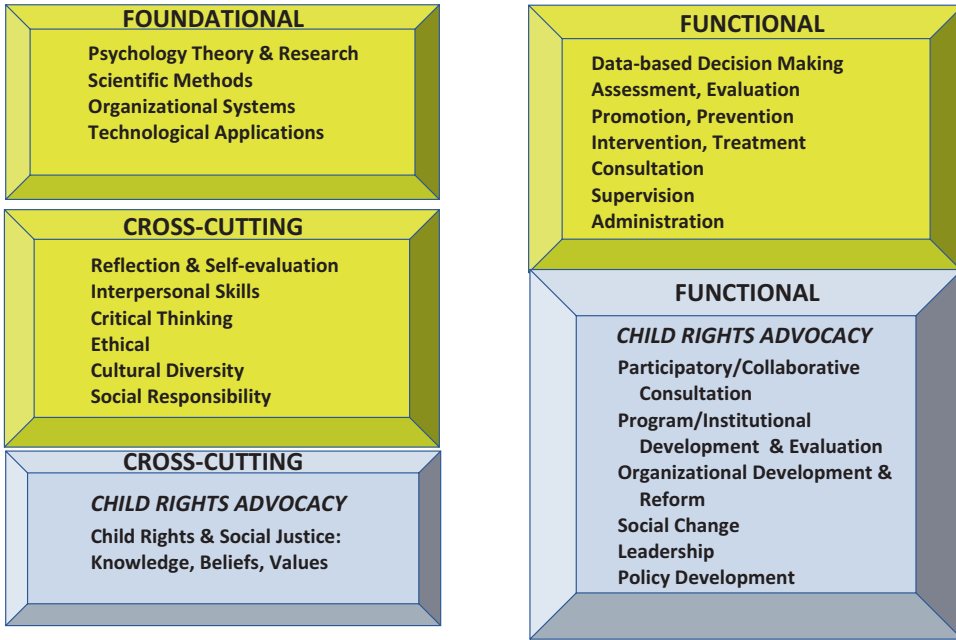 FOUNDATIONAL
Psychology Theory & Research
Scientific Methods
Organizational Systems
Technological Applications
CROSS-CUTTING
Reflection & Self-evaluation
Interpersonal Skills
Critical Thinking
Ethical
Cultural Diversity
Social Responsibility
CROSS-CUTTING
CHILD RIGHTS ADVOCACY
Child Rights & Social Justice:
Knowledge, Beliefs, Values
FUNCTIONAL
Data-based Decision Making
Assessment, Evaluation
Promotion, Prevention
Intervention, Treatment
Consultation
Supervision
Administration
FUNCTIONAL
CHILD RIGHTS ADVOCACY
Participatory/Collaborative
Consultation
Program/Institutional
Development & Evaluation
Organizational Development &
Reform
Social Change
Leadership
Policy Development